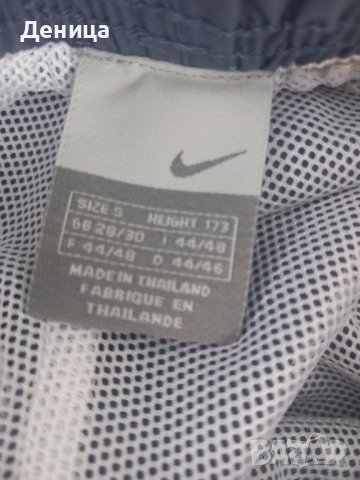 Деница
SIZE S HEIGHT 173
GB 28/30 I 44/48
F 44/48 D 44/46
MADE IN THAILAND
FABRIQUE EN
THAILANDE
BAZAR